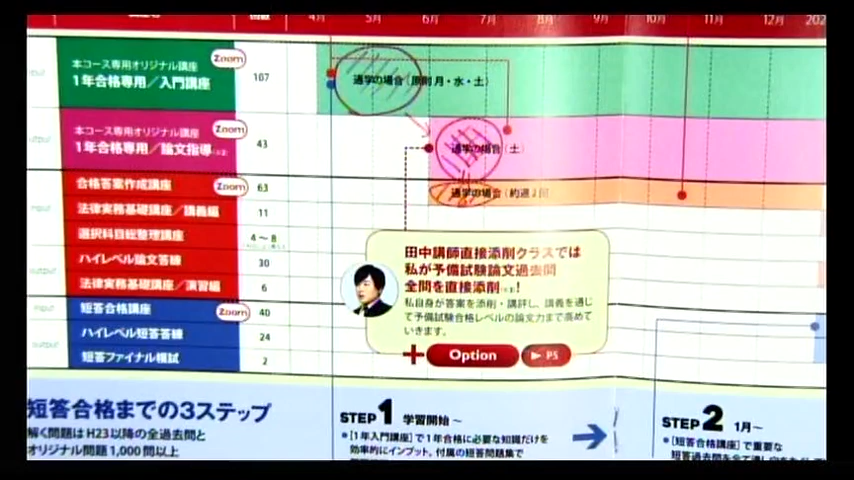 4月 5月 6月 7月 8月 9月 10月 11月 12月 202
input
本コース専用オリジナル講座
1年合格専用/入門講座
Zoom
107
通学の場合(原則月・水・土)
output
本コース専用オリジナル講座
1年合格専用/論文指導
Zoom
43
通学の場合(土)
input
合格答案作成講座
Zoom
63
通学の場合(約週2回
法律実務基礎講座/講義編
11
選択科目総整理講座
4～8
output
ハイレベル論文答練
30
法律実務基礎講座/演習編
6
input
短答合格講座
Zoom
40
output
ハイレベル短答答練
24
短答ファイナル模試
2
田中講師直接添削クラスでは
私が予備試験論文過去問
全問を直接添削!
私自身が答案を添削・講評し、講義を通じ
て予備試験合格レベルの論文力まで高めて
いきます。
+ Option ▶ P5
短答合格までの3ステップ
解く問題はH23以降の全過去問と
オリジナル問題1,000問以上
STEP 1 学習開始～
●[1年入門講座]で1年合格に必要な知識だけを
効率的にインプット。付属の短答問題集で
STEP 2 1月～
●[短答合格講座]で重要な